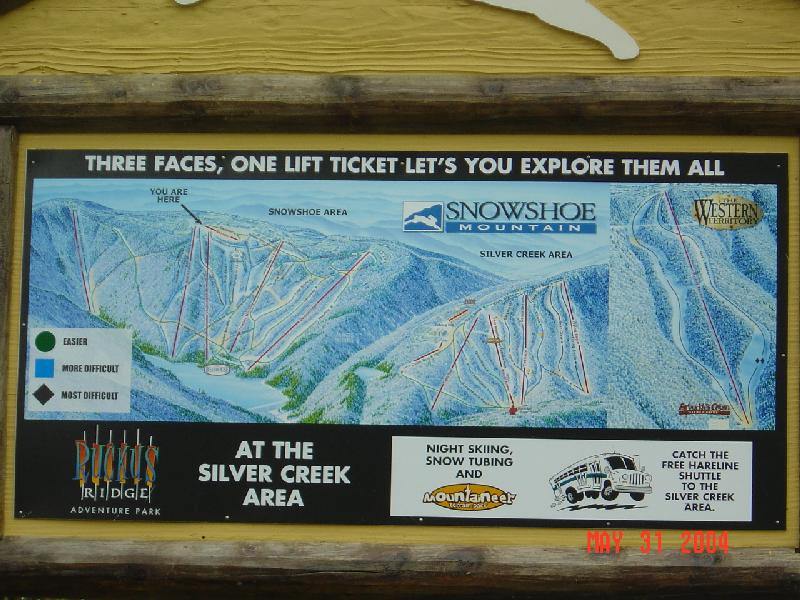 THREE FACES, ONE LIFT TICKET LET'S YOU EXPLORE THEM ALL
YOU ARE
HERE
SNOWSHOE AREA
SNOWSHOE
MOUNTAIN
SILVER CREEK AREA
THE
WESTERN
TERRITORY
EASIER
MORE DIFFICULT
MOST DIFFICULT
RUCKUS
RIDGE
ADVENTURE PARK
AT THE
SILVER CREEK
AREA
NIGHT SKIING,
SNOW TUBING
AND
MOUNTAINEER
CATCH THE
FREE HARELINE
SHUTTLE
TO THE
SILVER CREEK
AREA.
MAY 31 2004